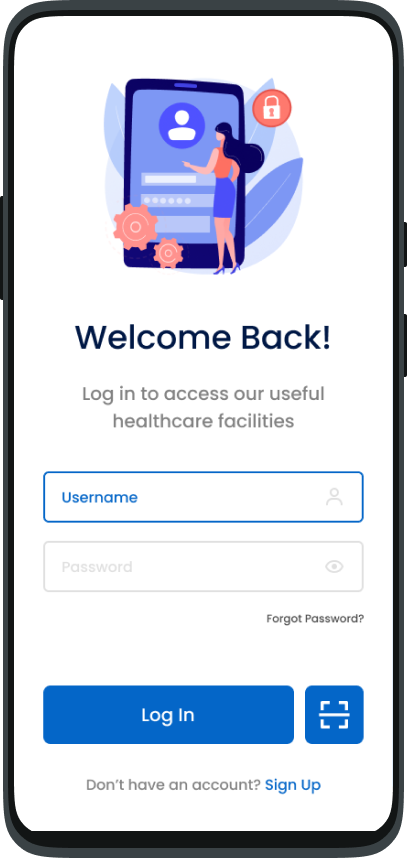 Welcome Back!
Log in to access our useful
healthcare facilities
Username
Password
Forgot Password?
Log In
Don't have an account? Sign Up